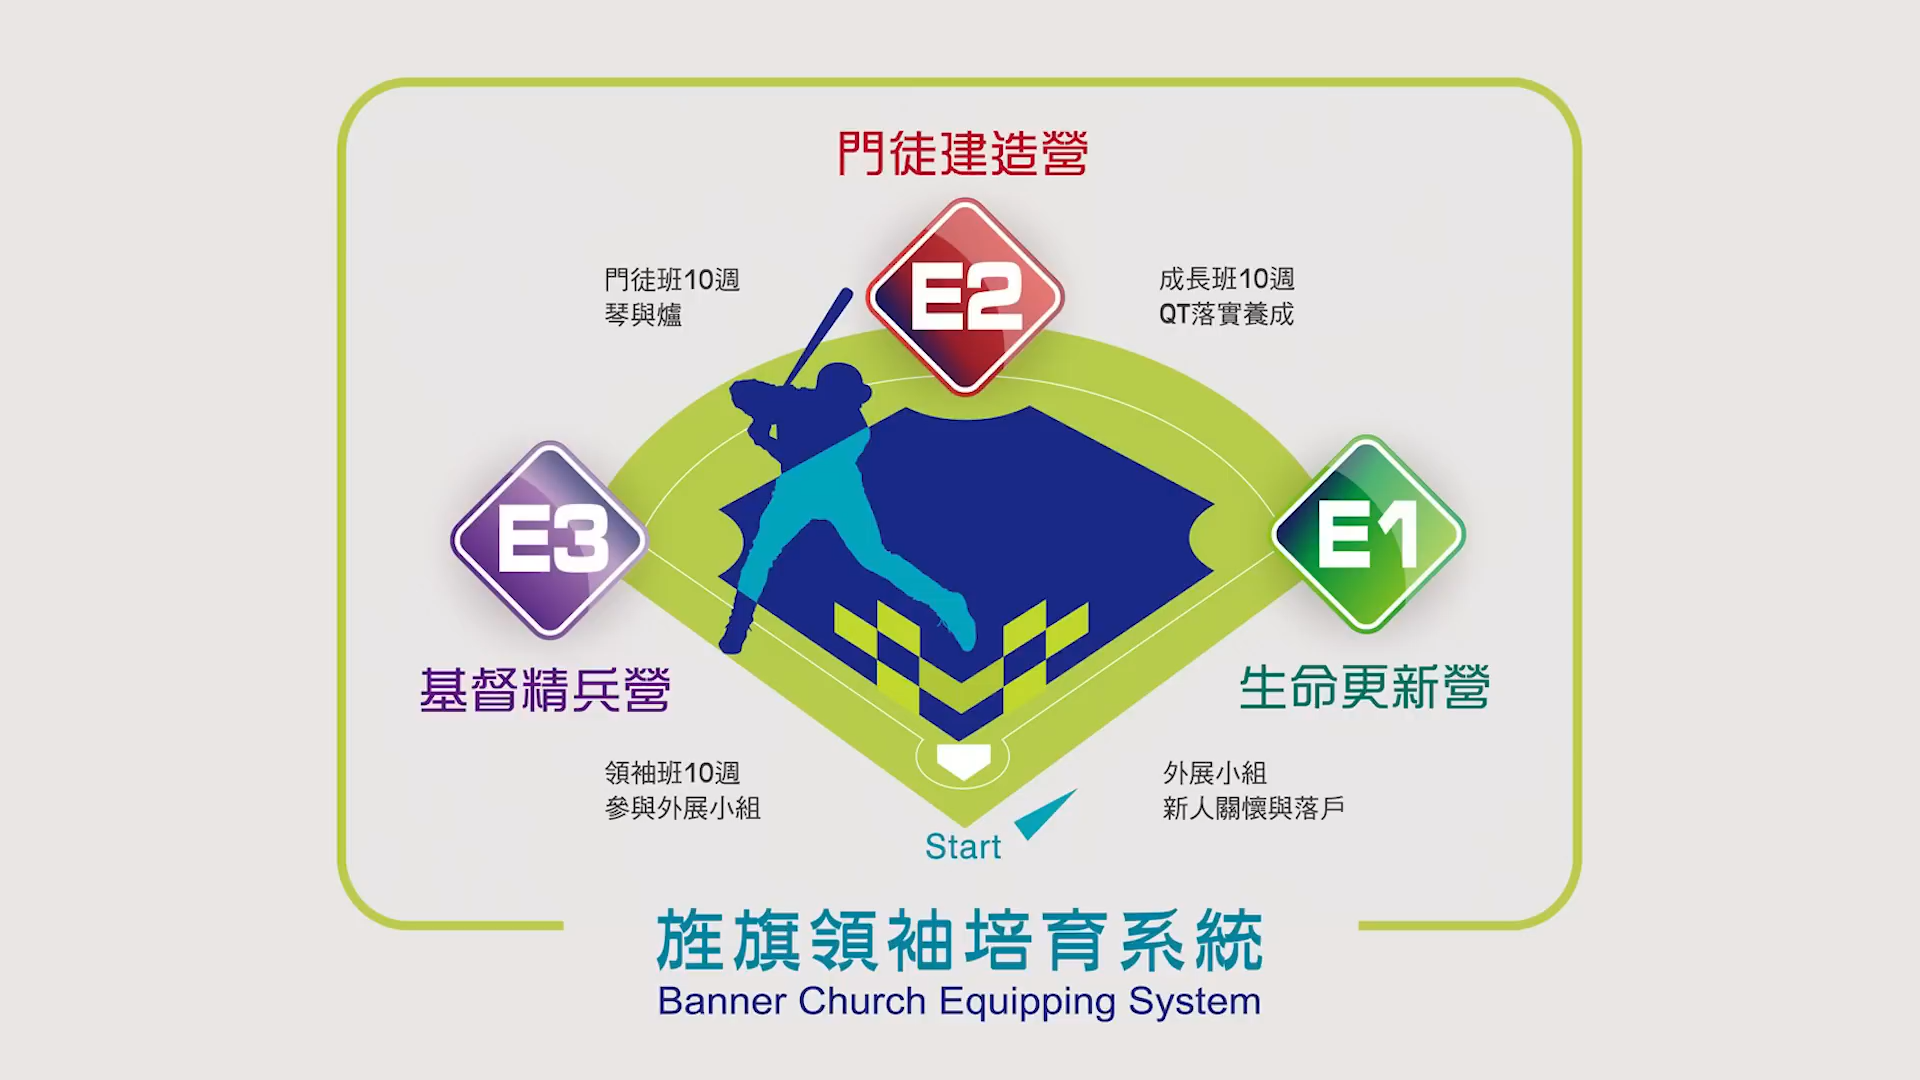 門徒建造營
E2
門徒班10週
琴與爐
成長班10週
QT落實養成
E3
基督精兵營
E1
生命更新營
領袖班10週
參與外展小組
外展小組
新人關懷與落戶
Start
旌旗領袖培育系統
Banner Church Equipping System